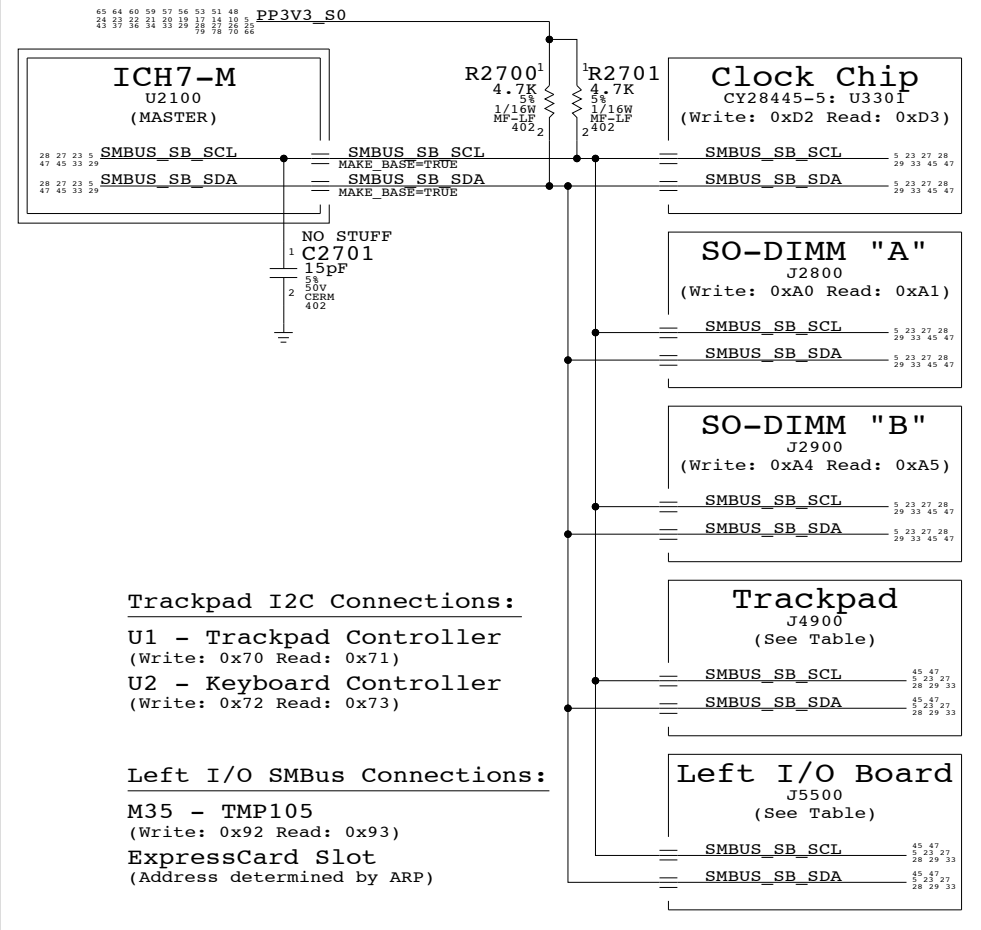 65 64 60 59 57 56 53 51 48
24 23 22 21 20 19 17 14 10 5 PP3V3_S0
43 37 36 34 33 29 28 27 26 25
79 78 70 66
ICH7-M
U2100
(MASTER)
28 27 23 5 SMBUS_SB_SCL
47 45 33 29
28 27 23 5 SMBUS_SB_SDA
47 45 33 29
SMBUS_SB_SCL
MAKE_BASE=TRUE
SMBUS_SB_SDA
MAKE_BASE=TRUE
R2700
1
4.7K
5%
1/16W
MF-LF
402
2
R2701
1
4.7K
5%
1/16W
MF-LF
402
2
NO STUFF
C2701
1
15pF
5%
50V
CERM
402
2
Clock Chip
CY28445-5: U3301
(Write: 0xD2 Read: 0xD3)
SMBUS_SB_SCL
5 23 27 28
29 33 45 47
SMBUS_SB_SDA
5 23 27 28
29 33 45 47
SO-DIMM "A"
J2800
(Write: 0xA0 Read: 0xA1)
SMBUS_SB_SCL
5 23 27 28
29 33 45 47
SMBUS_SB_SDA
5 23 27 28
29 33 45 47
SO-DIMM "B"
J2900
(Write: 0xA4 Read: 0xA5)
SMBUS_SB_SCL
5 23 27 28
29 33 45 47
SMBUS_SB_SDA
5 23 27 28
29 33 45 47
Trackpad
J4900
(See Table)
SMBUS_SB_SCL
45 47
5 23 27
28 29 33
SMBUS_SB_SDA
45 47
5 23 27
28 29 33
Left I/O Board
J5500
(See Table)
SMBUS_SB_SCL
45 47
5 23 27
28 29 33
SMBUS_SB_SDA
45 47
5 23 27
28 29 33
Trackpad I2C Connections:
U1 - Trackpad Controller
(Write: 0x70 Read: 0x71)
U2 - Keyboard Controller
(Write: 0x72 Read: 0x73)
Left I/O SMBus Connections:
M35 - TMP105
(Write: 0x92 Read: 0x93)
ExpressCard Slot
(Address determined by ARP)